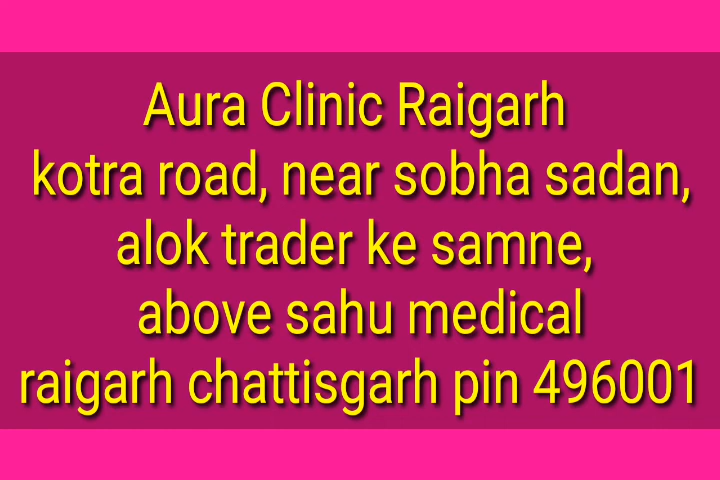 Aura Clinic Raigarh
kotra road, near sobha sadan,
alok trader ke samne,
above sahu medical
raigarh chattisgarh pin 496001